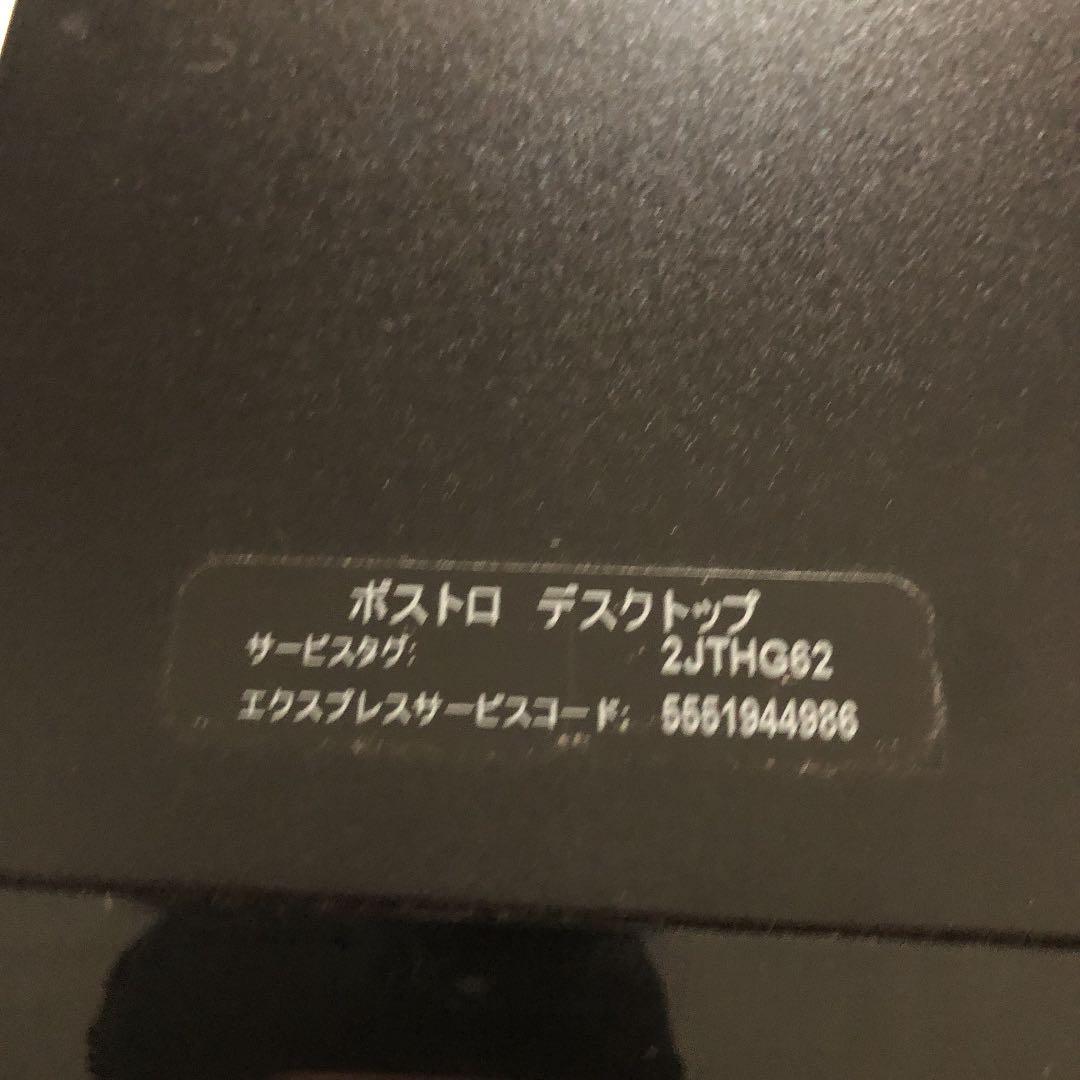 ボストロ デスクトップ
サービスタグ: 2JTHG62
エクスプレスサービスコード: 5551944986